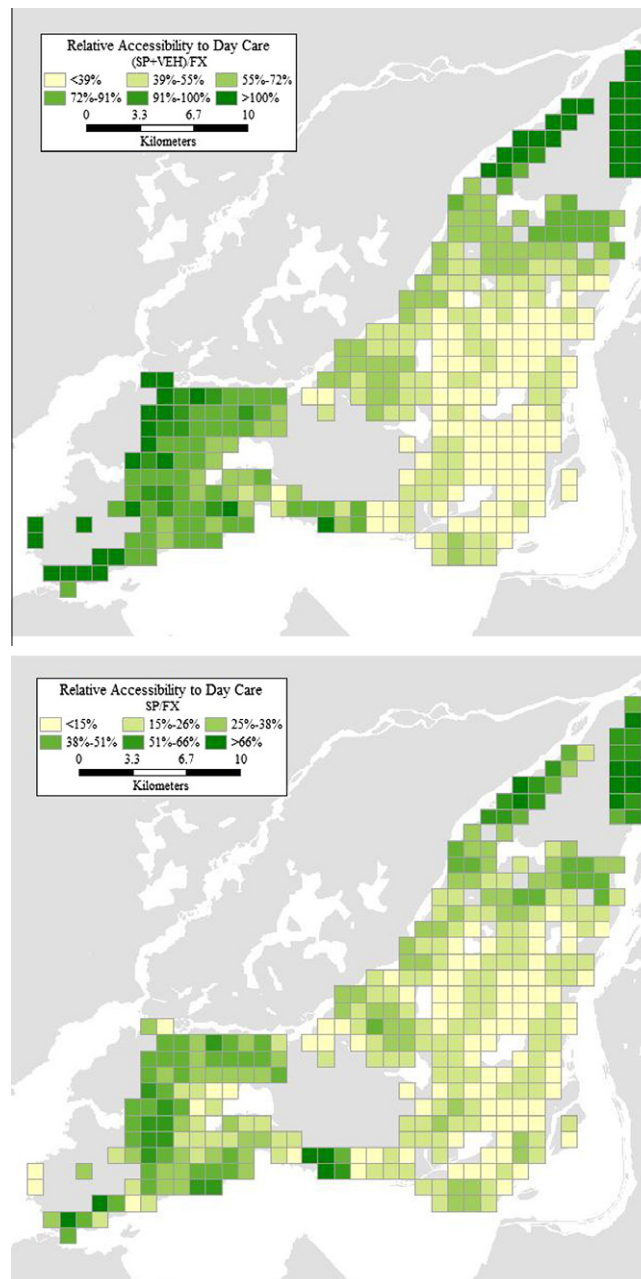 Relative Accessibility to Day Care
(SP+VEH)/FX
<39% 39%-55% 55%-72%
72%-91% 91%-100% >100%
0 3.3 6.7 10
Kilometers
Relative Accessibility to Day Care
SP/FX
<15% 15%-26% 25%-38%
38%-51% 51%-66% >66%
0 3.3 6.7 10
Kilometers